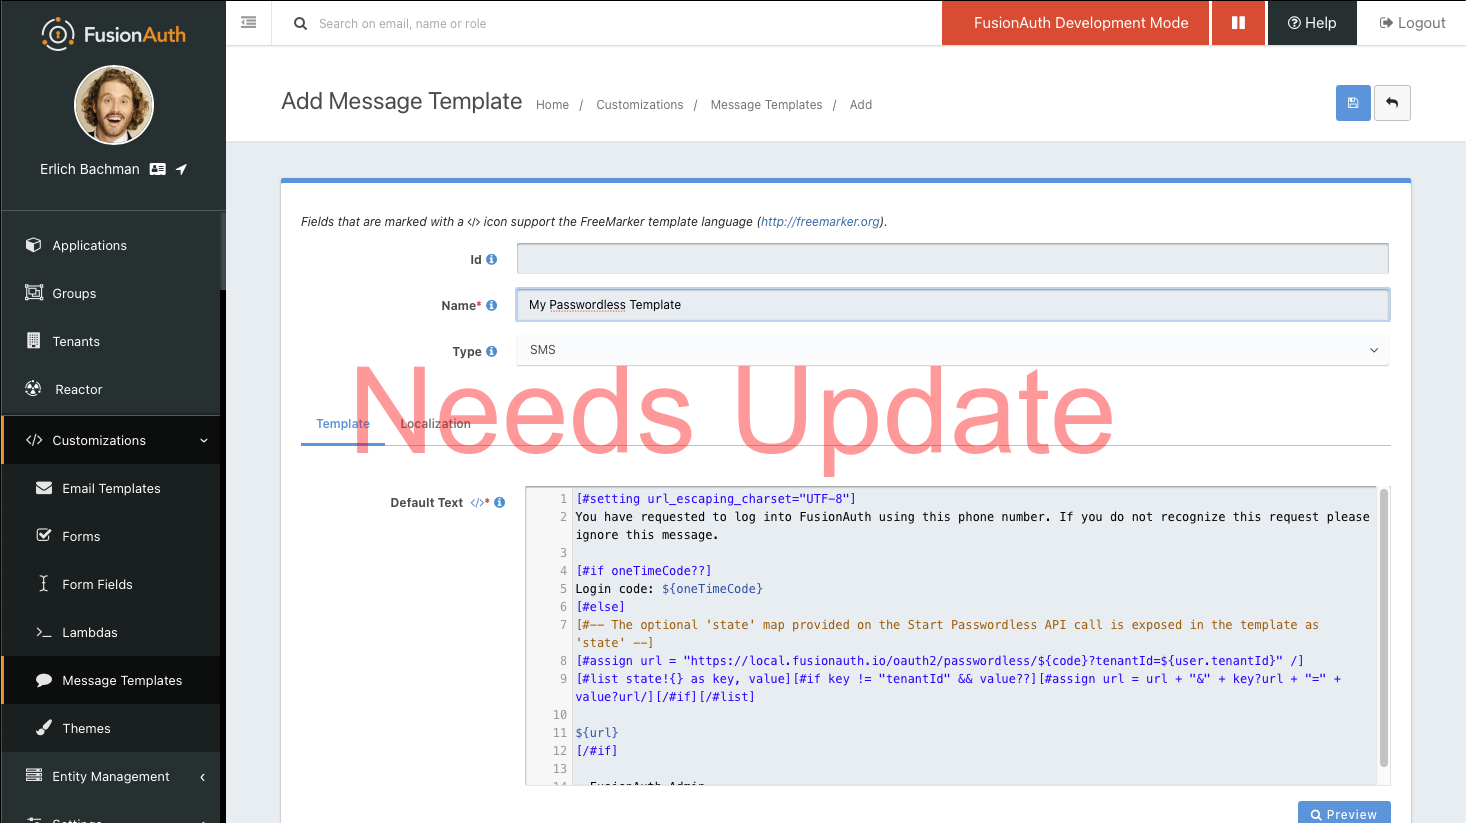 FusionAuth
Search on email, name or role
FusionAuth Development Mode
Help
Logout
Erlich Bachman
Applications
Groups
Tenants
Reactor
Customizations
Email Templates
Forms
Form Fields
Lambdas
Message Templates
Themes
Entity Management
Settings
Add Message Template
Home / Customizations / Message Templates / Add
Fields that are marked with a </> icon support the FreeMarker template language (http://freemarker.org).
Id
Name*
My Passwordless Template
Type
SMS
Needs Update
Template
Localization
Default Text </>*
1 [#setting url_escaping_charset="UTF-8"]
2 You have requested to log into FusionAuth using this phone number. If you do not recognize this request please
ignore this message.
3
4 [#if oneTimeCode??]
5 Login code: ${oneTimeCode}
6 [#else]
7 [#-- The optional 'state' map provided on the Start Passwordless API call is exposed in the template as
'state' --]
8 [#assign url = "https://local.fusionauth.io/oauth2/passwordless/${code}?tenantId=${user.tenantId}" /]
9 [#list state!{} as key, value][#if key != "tenantId" && value??][#assign url = url + "&" + key?url + "=" +
value?url/][/#if][/#list]
10
11 ${url}
12 [/#if]
13
14 - FusionAuth Admin
Preview